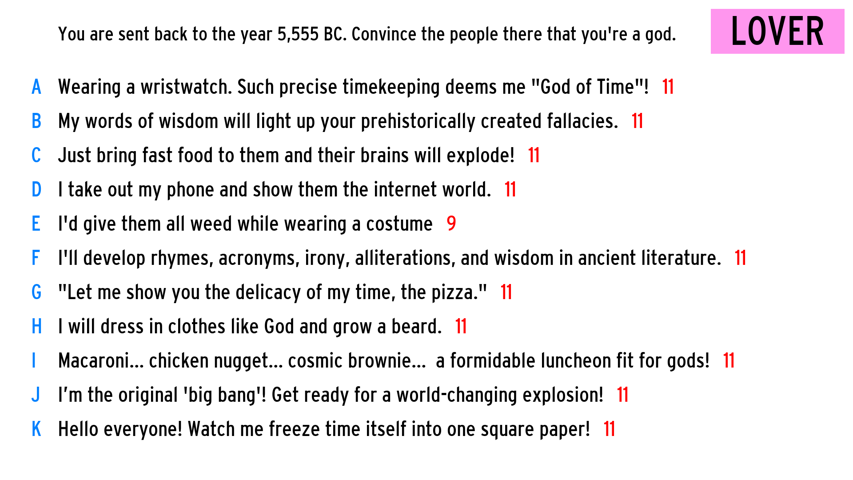 You are sent back to the year 5,555 BC. Convince the people there that you're a god.
LOVER
A Wearing a wristwatch. Such precise timekeeping deems me "God of Time"! 11
B My words of wisdom will light up your prehistorically created fallacies. 11
C Just bring fast food to them and their brains will explode! 11
D I take out my phone and show them the internet world. 11
E I'd give them all weed while wearing a costume 9
F I'll develop rhymes, acronyms, irony, alliterations, and wisdom in ancient literature. 11
G "Let me show you the delicacy of my time, the pizza." 11
H I will dress in clothes like God and grow a beard. 11
I Macaroni... chicken nugget... cosmic brownie... a formidable luncheon fit for gods! 11
J I’m the original 'big bang'! Get ready for a world-changing explosion! 11
K Hello everyone! Watch me freeze time itself into one square paper! 11